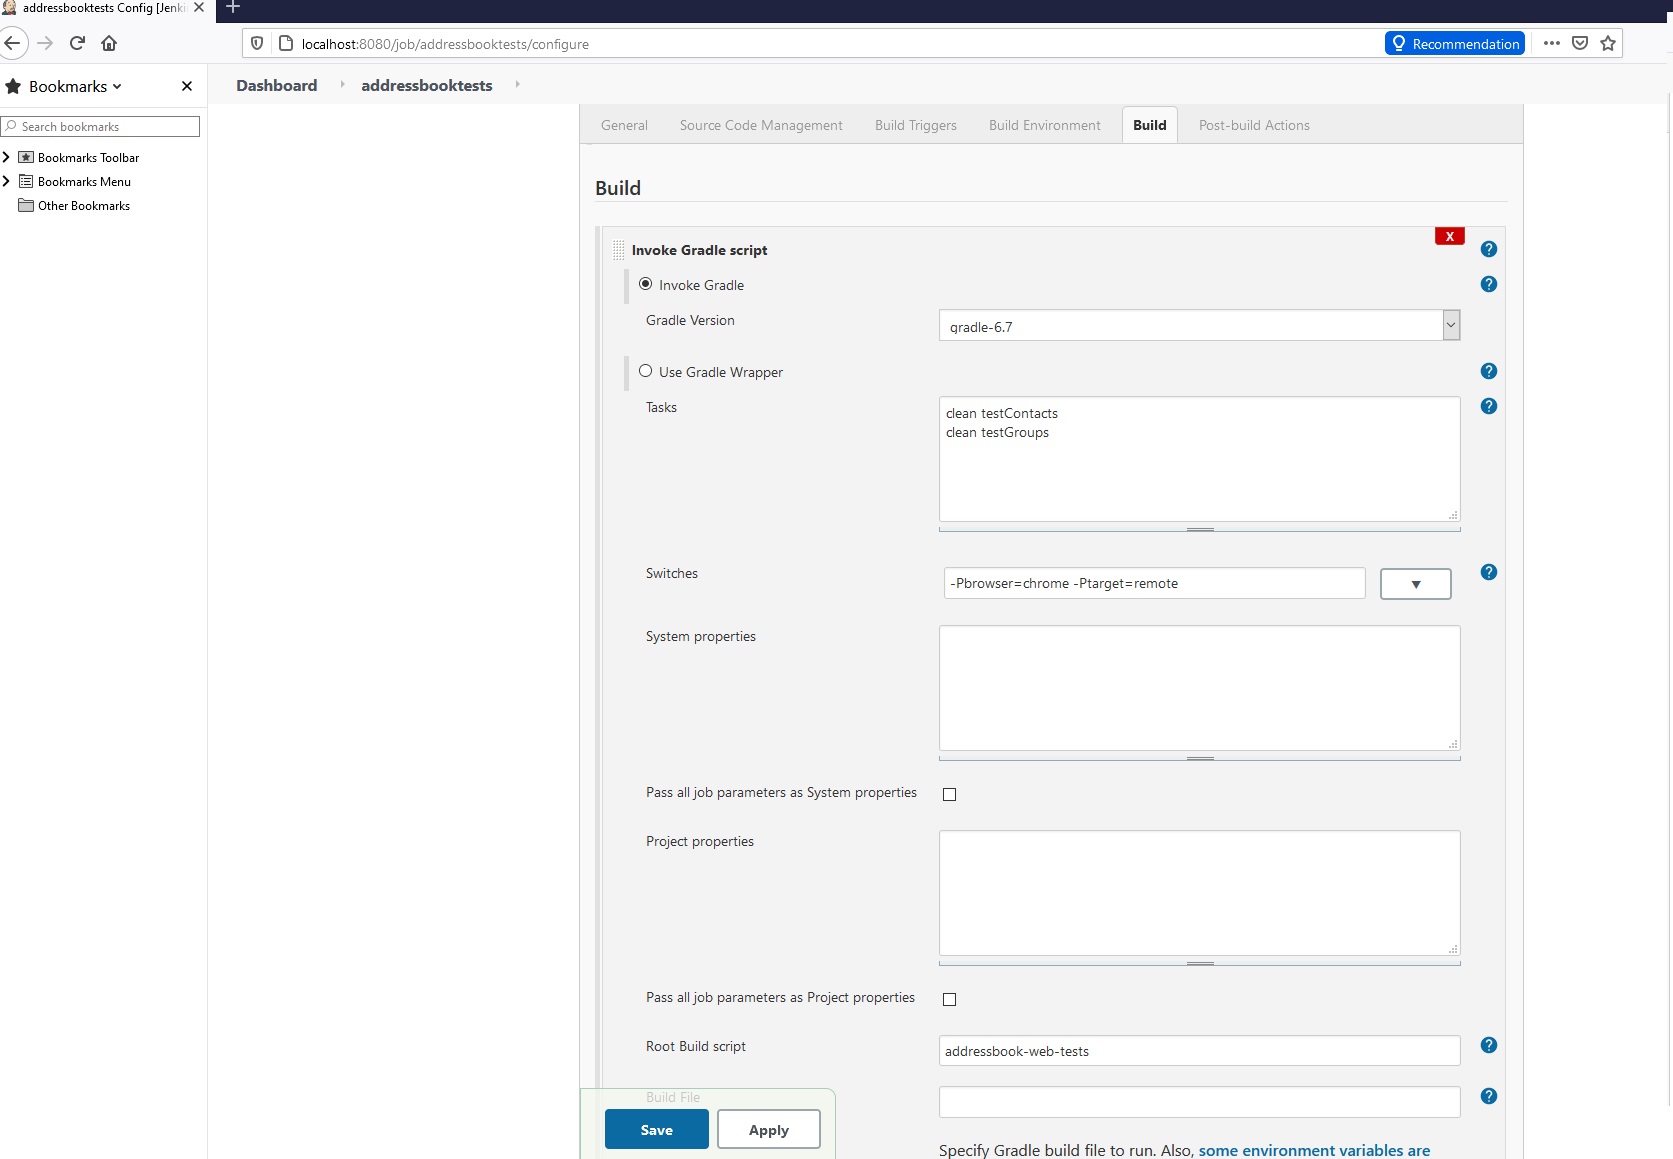 addressbooktests Config [Jenki
localhost:8080/job/addressbooktests/configure
Recommendation
Bookmarks
Search bookmarks
Bookmarks Toolbar
Bookmarks Menu
Other Bookmarks
Dashboard addressbooktests
General Source Code Management Build Triggers Build Environment Build Post-build Actions
Build
X
Invoke Gradle script
Invoke Gradle
Gradle Version
gradle-6.7
Use Gradle Wrapper
Tasks
clean testContacts
clean testGroups
Switches
-Pbrowser=chrome -Ptarget=remote
System properties
Pass all job parameters as System properties
Project properties
Pass all job parameters as Project properties
Root Build script
addressbook-web-tests
Build File
Save Apply
Specify Gradle build file to run. Also, some environment variables are